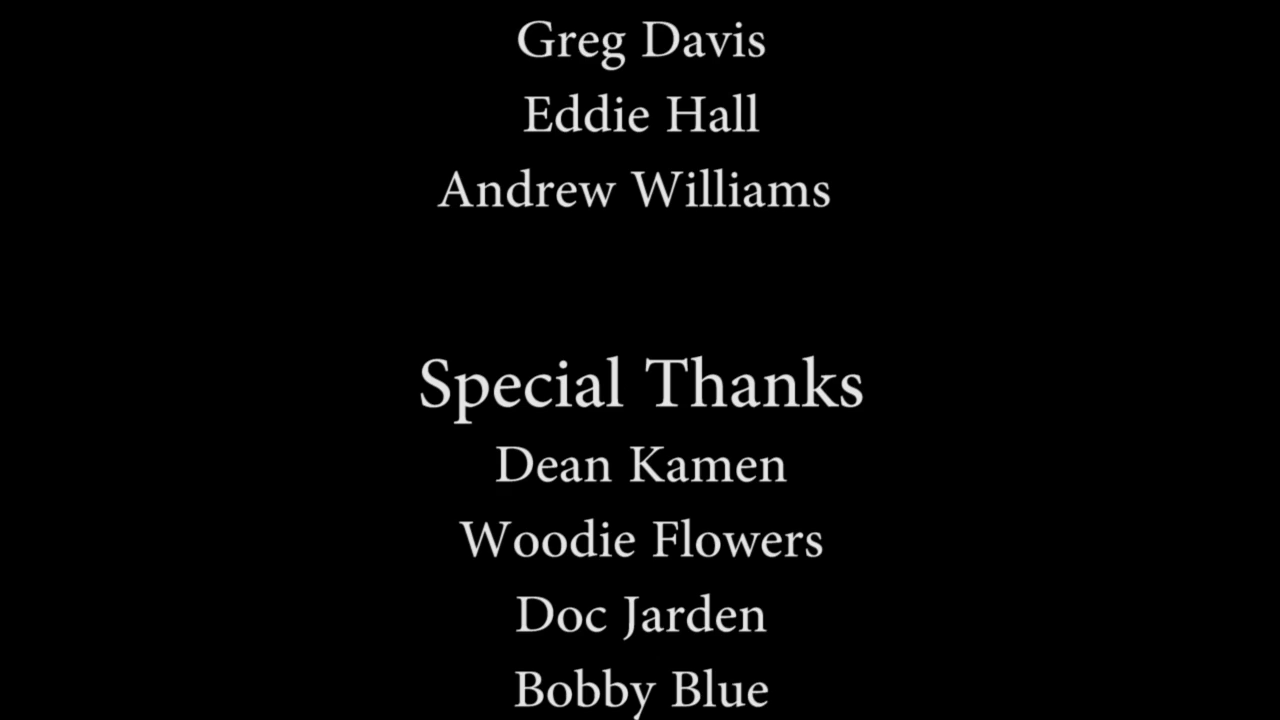 Greg Davis
Eddie Hall
Andrew Williams
Special Thanks
Dean Kamen
Woodie Flowers
Doc Jarden
Bobby Blue